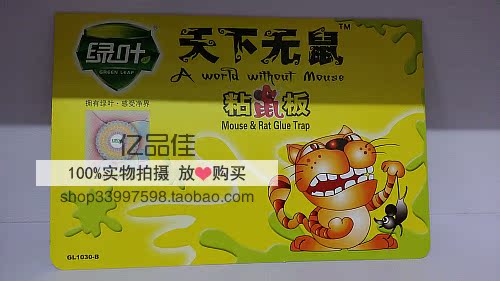 绿叶
GREEN LEAF
天下无鼠™
A world without Mouse
拥有绿叶·感受净界
粘鼠板
Mouse & Rat Glue Trap
亿品佳
100%实物拍摄 放❤购买
shop33997598.taobao.com
GL1030-B